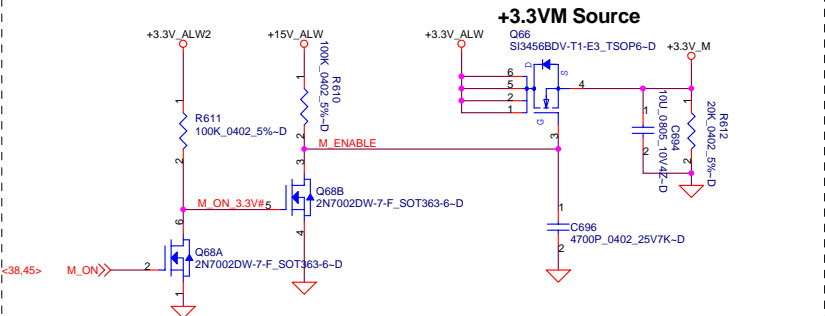 +3.3VM Source
+3.3V_ALW2
+15V_ALW
+3.3V_ALW
Q66
SI3456BDV-T1-E3_TSOP6~D
+3.3V_M
1
R611
100K_0402_5%~D
2
1
R610
100K_0402_5%~D
2
D
S
G
6
5
2
1
4
3
1
C694
10U_0805_10V4Z~D
2
1
R612
20K_0402_5%~D
2
M_ENABLE
3
M_ON_3.3V#
5
Q68B
2N7002DW-7-F_SOT363-6~D
4
1
C696
4700P_0402_25V7K~D
2
6
Q68A
2N7002DW-7-F_SOT363-6~D
<38,45>
M_ON
2
1